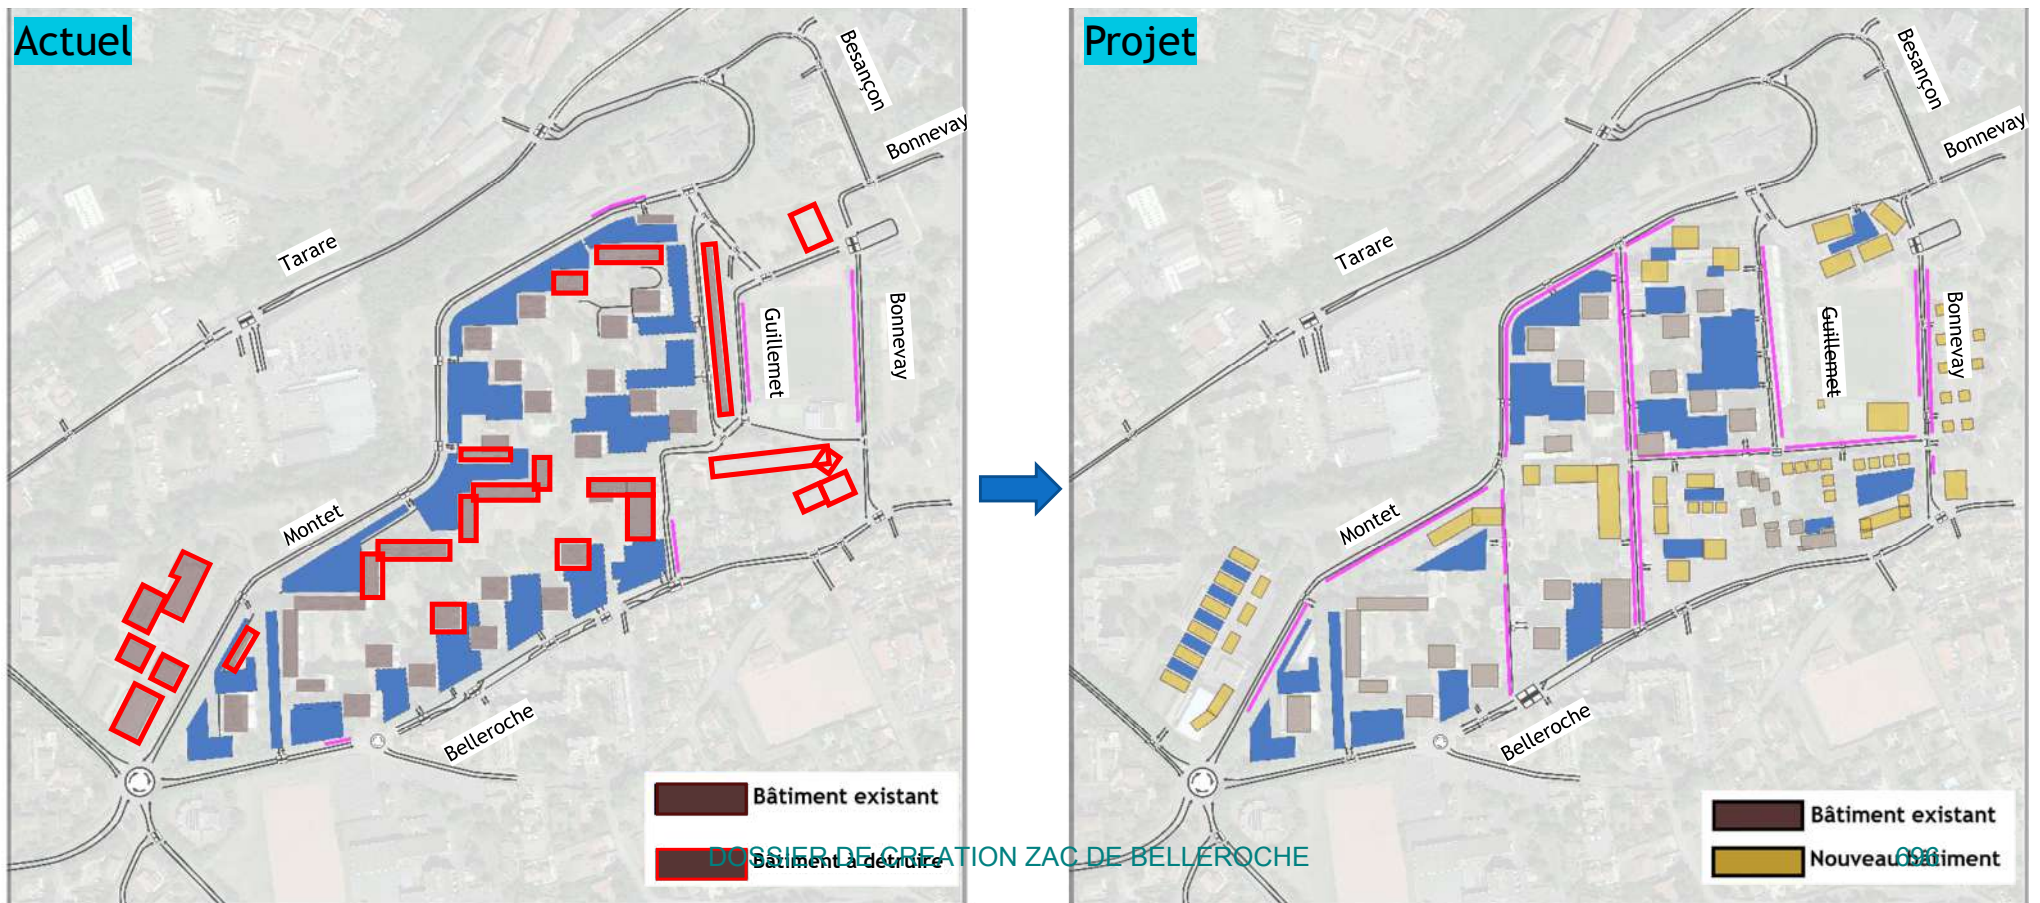 Actuel
Besançon
Bonnevay
Tarare
Guillemet
Bonnevay
Montet
Belleroche
Bâtiment existant
Bâtiment à détruire
Projet
Besançon
Bonnevay
Tarare
Guillemet
Bonnevay
Montet
Belleroche
Bâtiment existant
Nouveau bâtiment
DOSSIER DE CREATION ZAC DE BELLEROCHE
696